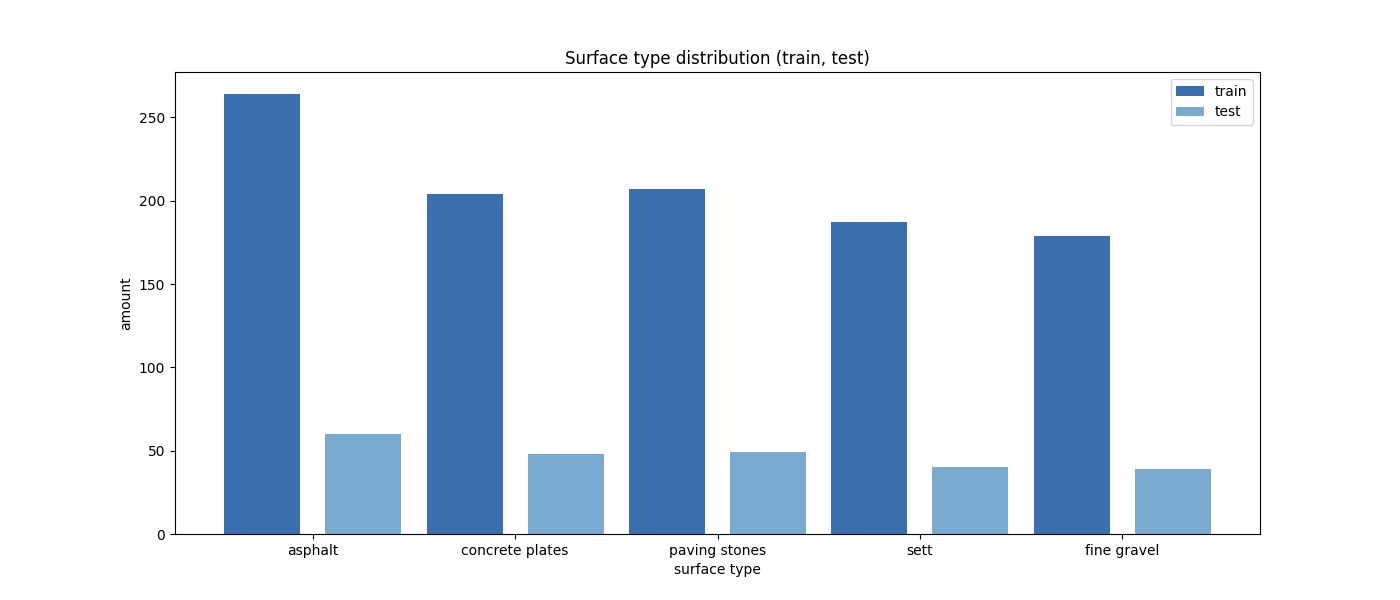 Surface type distribution (train, test)
train
test
amount
250
200
150
100
50
0
asphalt
concrete plates
paving stones
sett
fine gravel
surface type